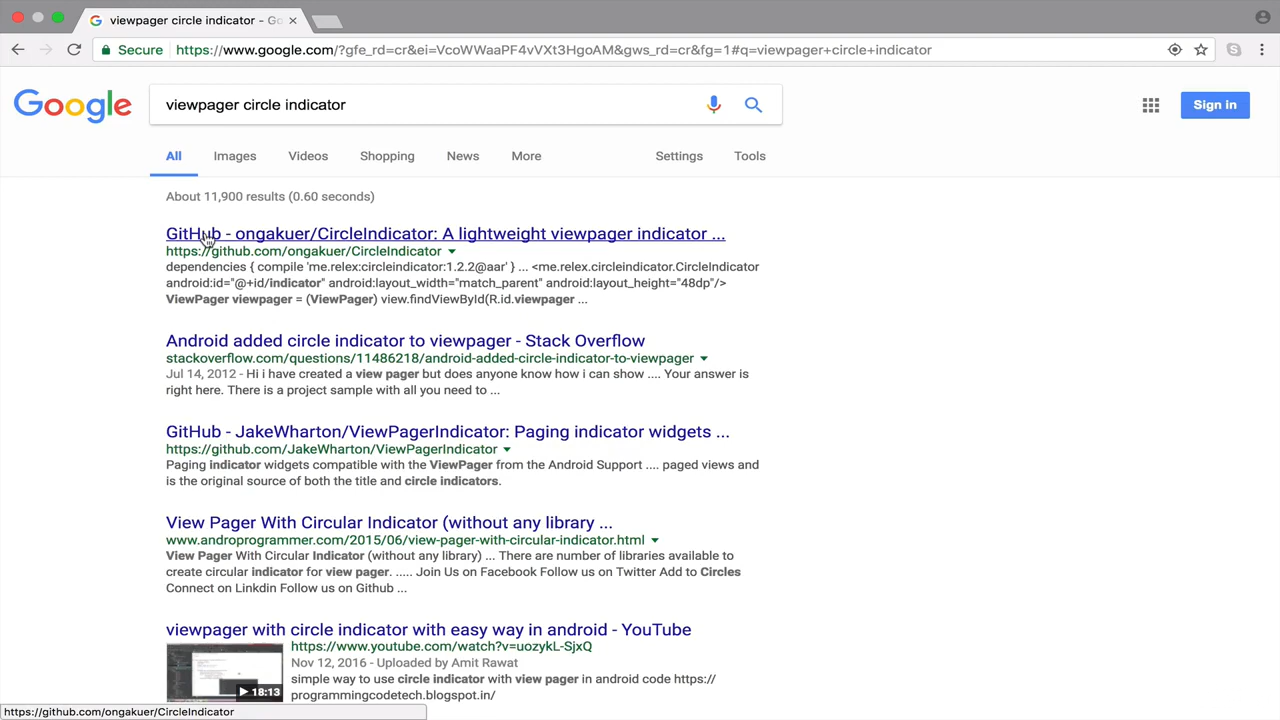 viewpager circle indicator - Go
Secure https://www.google.com/?gfe_rd=cr&ei=VcoWWaaPF4vVXt3HgoAM&gws_rd=cr&fg=1#q=viewpager+circle+indicator
Google
viewpager circle indicator
Sign in
All Images Videos Shopping News More Settings Tools
About 11,900 results (0.60 seconds)
GitHub - ongakuer/CircleIndicator: A lightweight viewpager indicator ...
https://github.com/ongakuer/CircleIndicator
dependencies { compile 'me.relex:circleindicator:1.2.2@aar' } ... <me.relex.circleindicator.CircleIndicator
android:id="@+id/indicator" android:layout_width="match_parent" android:layout_height="48dp"/>
ViewPager viewpager = (ViewPager) view.findViewById(R.id.viewpager ...
Android added circle indicator to viewpager - Stack Overflow
stackoverflow.com/questions/11486218/android-added-circle-indicator-to-viewpager
Jul 14, 2012 - Hi i have created a view pager but does anyone know how i can show .... Your answer is
right here. There is a project sample with all you need to ...
GitHub - JakeWharton/ViewPagerIndicator: Paging indicator widgets ...
https://github.com/JakeWharton/ViewPagerIndicator
Paging indicator widgets compatible with the ViewPager from the Android Support .... paged views and
is the original source of both the title and circle indicators.
View Pager With Circular Indicator (without any library ...
www.androprogrammer.com/2015/06/view-pager-with-circular-indicator.html
View Pager With Circular Indicator (without any library) ... There are number of libraries available to
create circular indicator for view pager. ..... Join Us on Facebook Follow us on Twitter Add to Circles
Connect on Linkdin Follow us on Github ...
viewpager with circle indicator with easy way in android - YouTube
https://www.youtube.com/watch?v=uozykL-SjxQ
Nov 12, 2016 - Uploaded by Amit Rawat
simple way to use circle indicator with view pager in android code https://
programmingcodetech.blogspot.in/
18:13
https://github.com/ongakuer/CircleIndicator